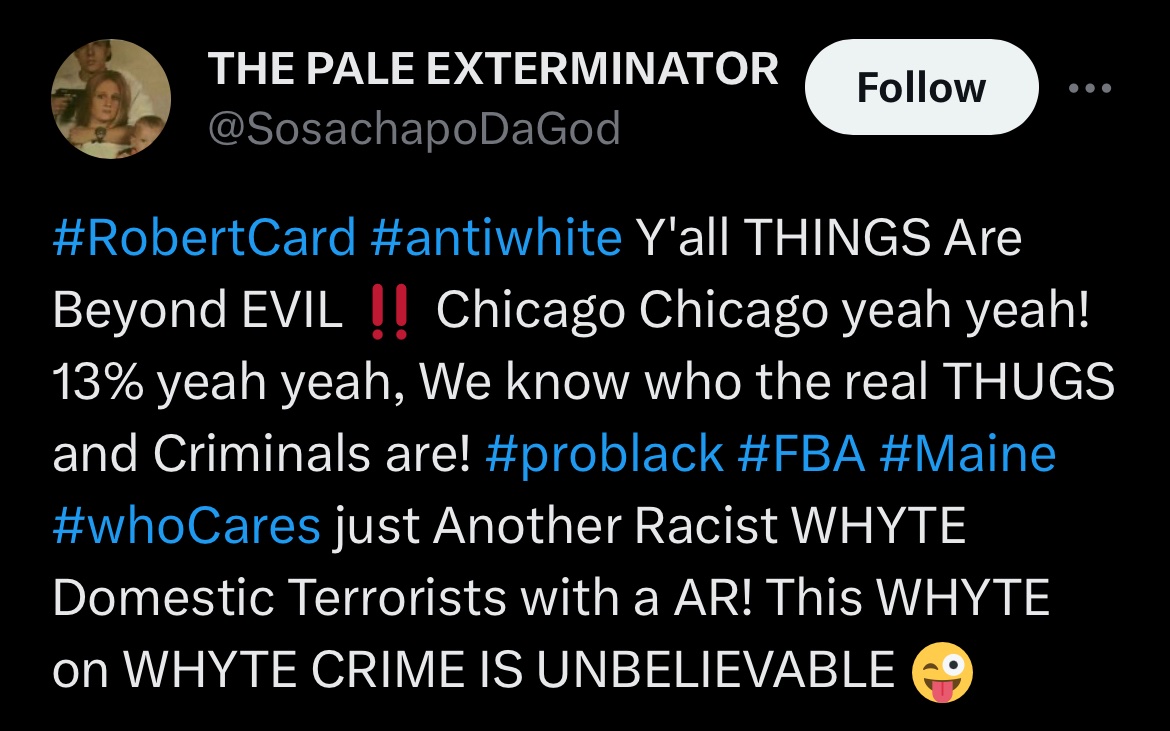 THE PALE EXTERMINATOR
@SosachapoDaGod
Follow
#RobertCard #antiwhite Y'all THINGS Are
Beyond EVIL ‼️ Chicago Chicago yeah yeah!
13% yeah yeah, We know who the real THUGS
and Criminals are! #problack #FBA #Maine
#whoCares just Another Racist WHYTE
Domestic Terrorists with a AR! This WHYTE
on WHYTE CRIME IS UNBELIEVABLE 😜